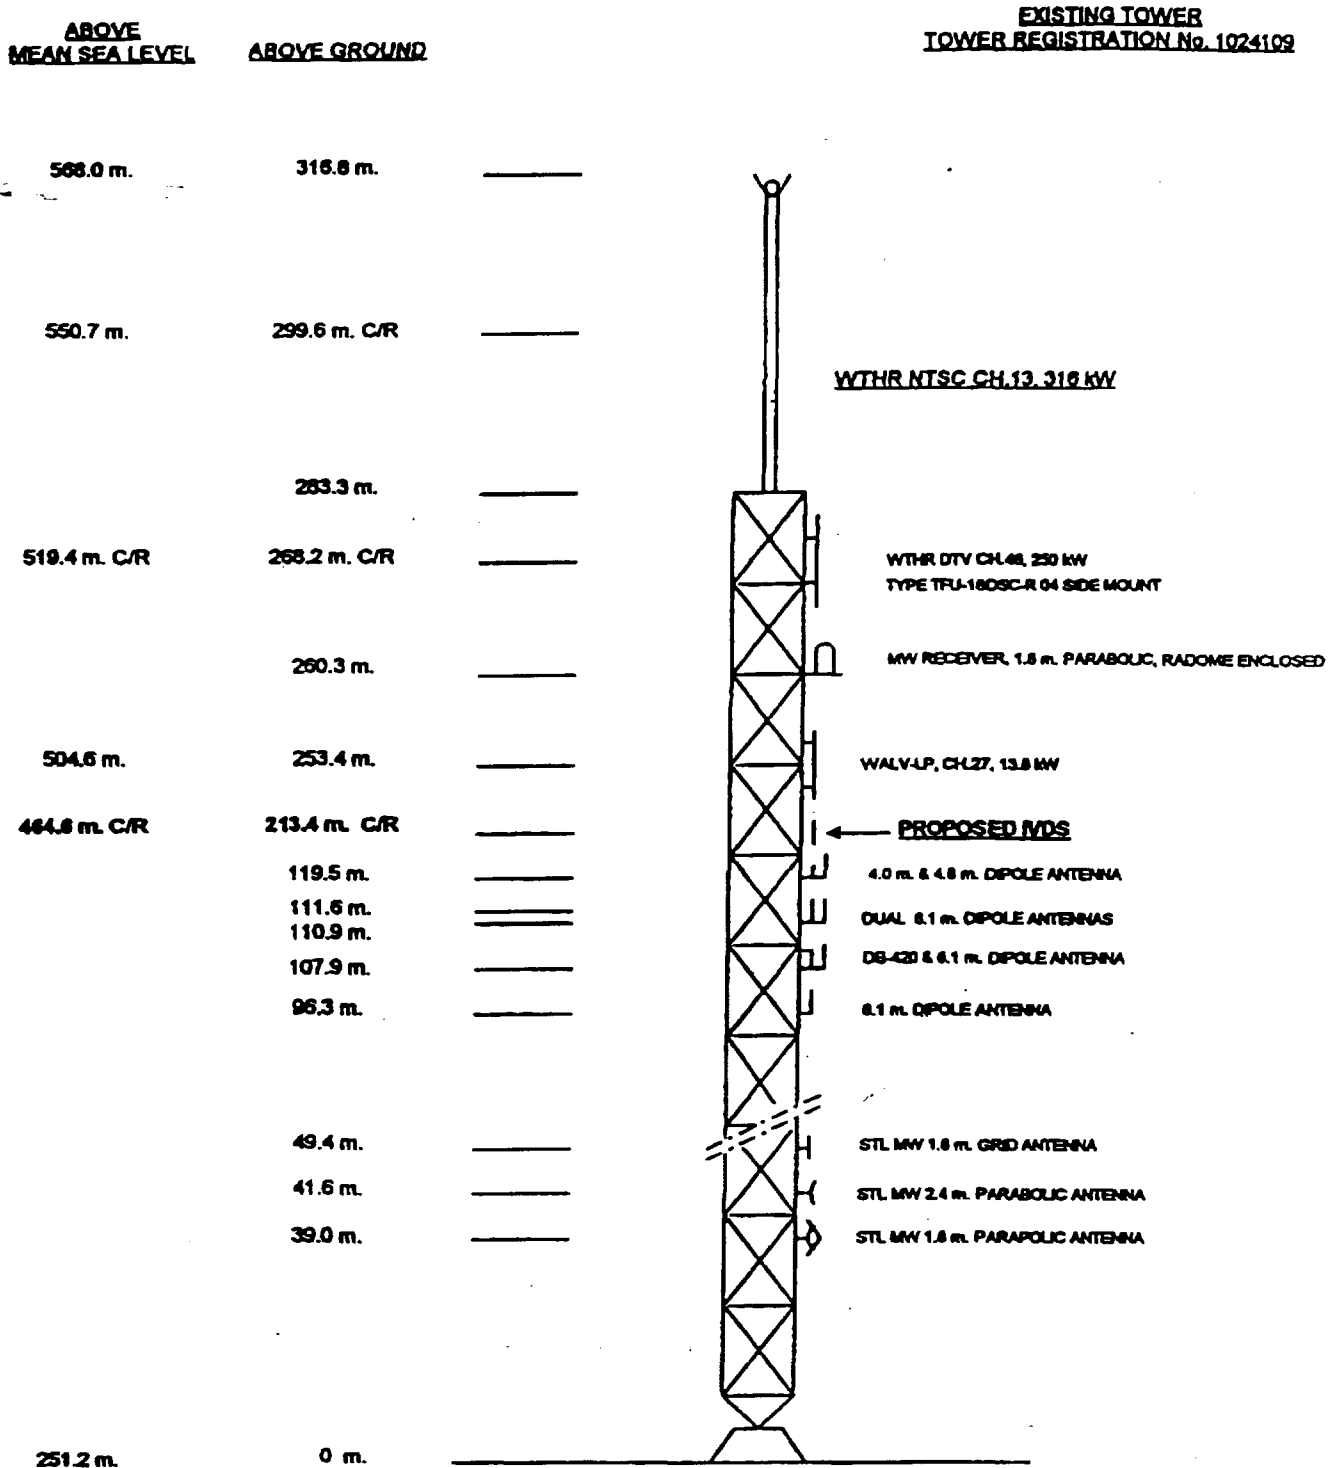 EXISTING TOWER
TOWER REGISTRATION No. 1024109
ABOVE
MEAN SEA LEVEL
ABOVE GROUND
568.0 m. 316.8 m.
550.7 m. 299.6 m. C/R
WTHR NTSC CH.13, 316 kW
283.3 m.
519.4 m. C/R 268.2 m. C/R
WTHR DTV CH.46, 250 kW
TYPE TFU-18DSC-R 04 SIDE MOUNT
260.3 m. MW RECEIVER, 1.8 m. PARABOLIC, RADOME ENCLOSED
504.6 m. 253.4 m. WALV-LP, CH.27, 13.8 kW
464.6 m. C/R 213.4 m. C/R PROPOSED IVDS
119.5 m. 4.0 m. & 4.8 m. DIPOLE ANTENNA
111.6 m. DUAL 6.1 m. DIPOLE ANTENNAS
110.9 m.
107.9 m. DB-420 & 6.1 m. DIPOLE ANTENNA
96.3 m. 6.1 m. DIPOLE ANTENNA
49.4 m. STL MW 1.8 m. GRID ANTENNA
41.6 m. STL MW 2.4 m. PARABOLIC ANTENNA
39.0 m. STL MW 1.8 m. PARAPOLIC ANTENNA
251.2 m. 0 m.